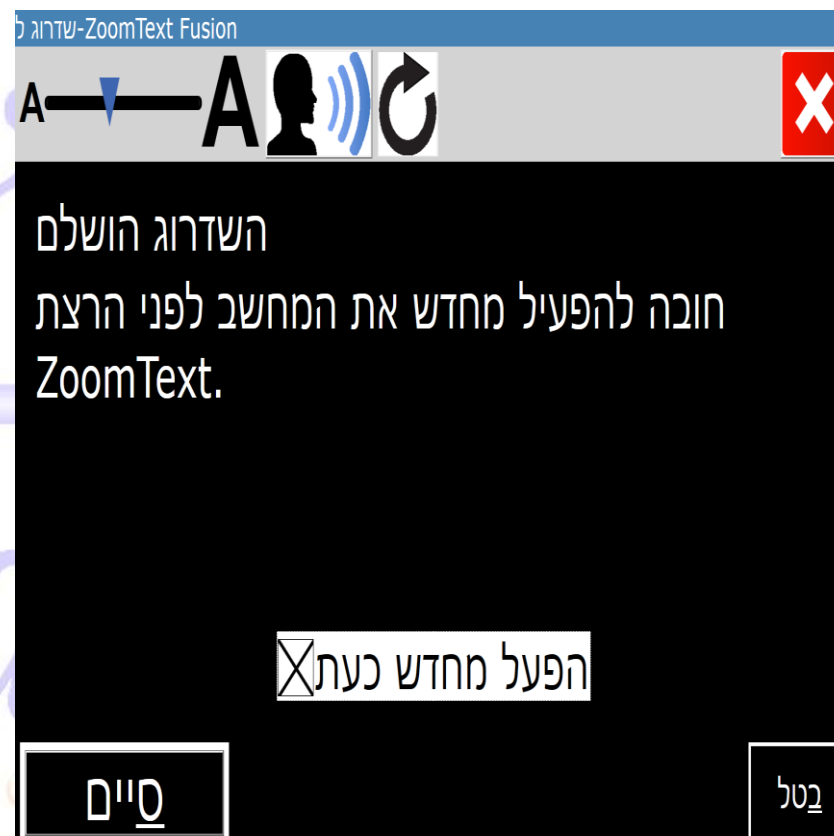 שדרוג ל-ZoomText Fusion
A A
השדרוג הושלם
חובה להפעיל מחדש את המחשב לפני הרצת
ZoomText.
הפעל מחדש כעת
סיים
בטל